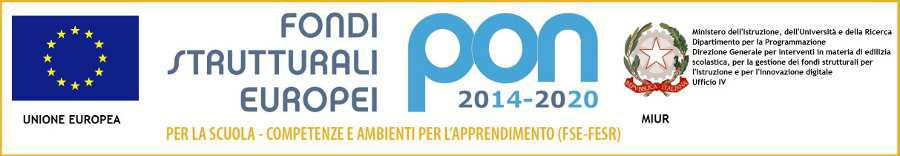 UNIONE EUROPEA
FONDI
STRUTTURALI
EUROPEI
pon
2014-2020
PER LA SCUOLA - COMPETENZE E AMBIENTI PER L'APPRENDIMENTO (FSE-FESR)
REPVBBLICA ITALIANA
MIUR
Ministero dell'Istruzione, dell'Università e della Ricerca
Dipartimento per la Programmazione
Direzione Generale per interventi in materia di edilizia
scolastica, per la gestione dei fondi strutturali per
l'istruzione e per l'innovazione digitale
Ufficio IV